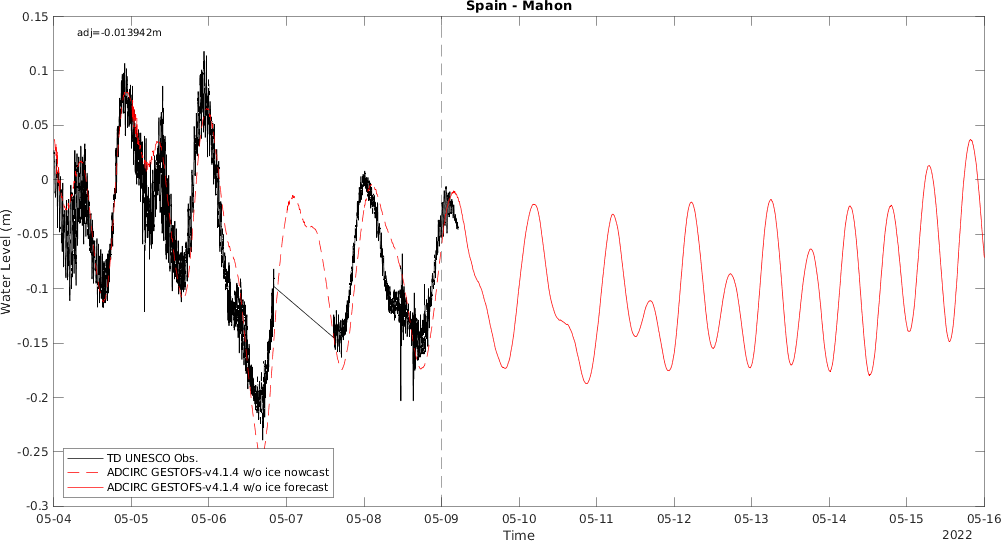 Spain - Mahon
adj=-0.013942m
0.15
0.1
0.05
0
-0.05
-0.1
-0.15
-0.2
-0.25
-0.3
Water Level (m)
TD UNESCO Obs.
ADCIRC GESTOFS-v4.1.4 w/o ice nowcast
ADCIRC GESTOFS-v4.1.4 w/o ice forecast
05-04 05-05 05-06 05-07 05-08 05-09 05-10 05-11 05-12 05-13 05-14 05-15 05-16
Time
2022